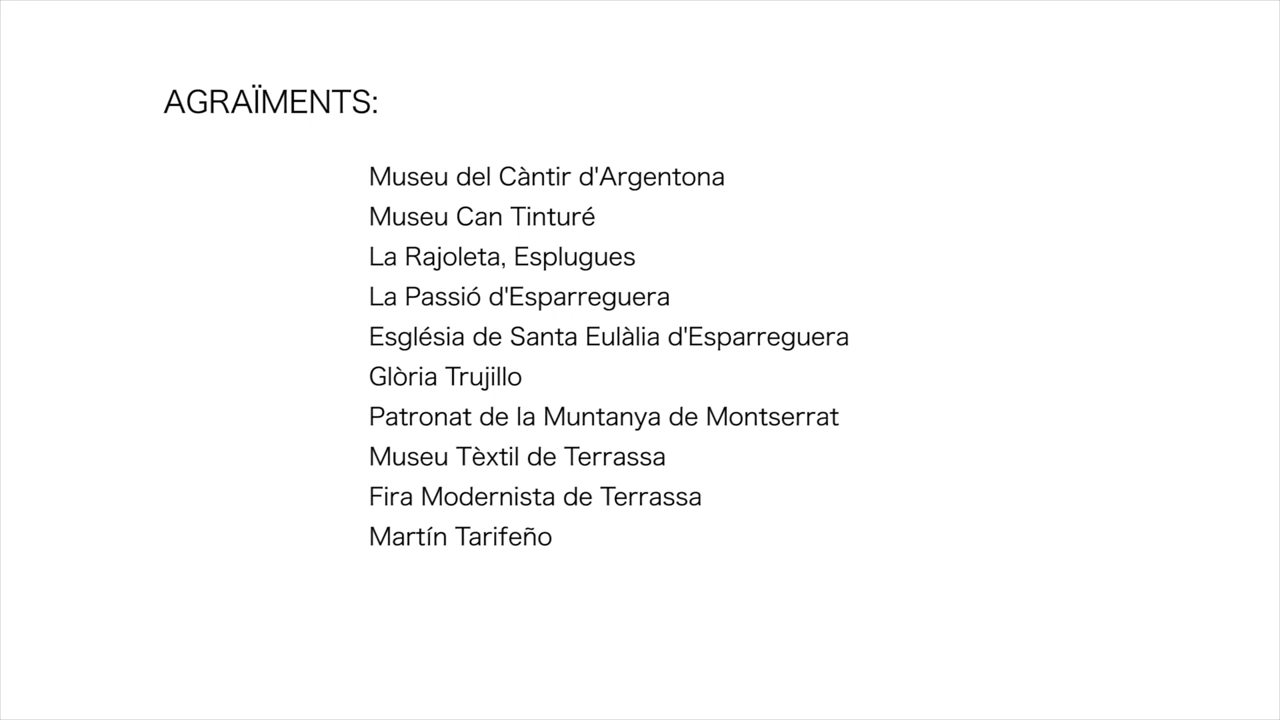 AGRAÏMENTS:
Museu del Càntir d'Argentona
Museu Can Tinturé
La Rajoleta, Esplugues
La Passió d'Esparreguera
Església de Santa Eulàlia d'Esparreguera
Glòria Trujillo
Patronat de la Muntanya de Montserrat
Museu Tèxtil de Terrassa
Fira Modernista de Terrassa
Martín Tarifeño